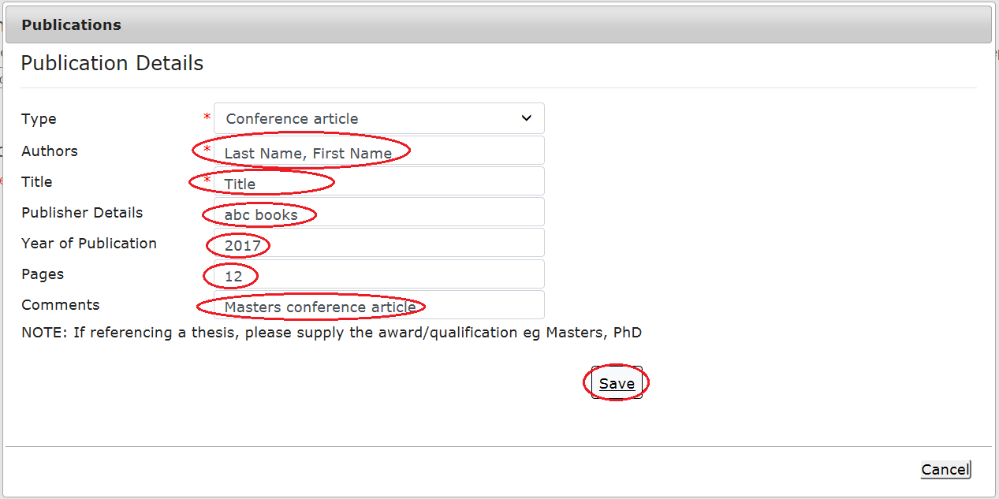 Publications
Publication Details
Type * Conference article
Authors * Last Name, First Name
Title * Title
Publisher Details abc books
Year of Publication 2017
Pages 12
Comments Masters conference article
NOTE: If referencing a thesis, please supply the award/qualification eg Masters, PhD
Save
Cancel